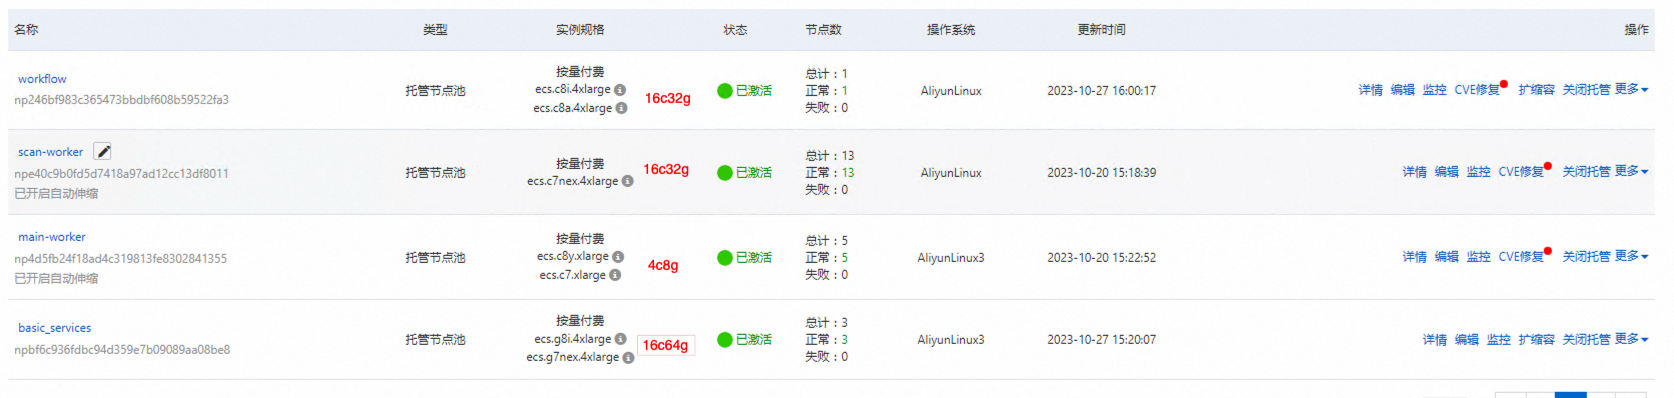 名称 类型 实例规格 状态 节点数 操作系统 更新时间 操作
workflow
np246bf983c365473bbdbf608b59522fa3
托管节点池
按量付费
ecs.c8i.4xlarge
ecs.c8a.4xlarge
16c32g
已激活
总计：1
正常：1
失败：0
AliyunLinux
2023-10-27 16:00:17
详情 编辑 监控 CVE修复 扩缩容 关闭托管 更多
scan-worker
npe40c9b0fd5d7418a97ad12cc13df8011
已开启自动伸缩
托管节点池
按量付费
ecs.c7nex.4xlarge
16c32g
已激活
总计：13
正常：13
失败：0
AliyunLinux
2023-10-20 15:18:39
详情 编辑 监控 CVE修复 关闭托管 更多
main-worker
np4d5fb24f18ad4c319813fe8302841355
已开启自动伸缩
托管节点池
按量付费
ecs.c8y.xlarge
ecs.c7.xlarge
4c8g
已激活
总计：5
正常：5
失败：0
AliyunLinux3
2023-10-20 15:22:52
详情 编辑 监控 CVE修复 关闭托管 更多
basic_services
npbf6c936fdbc94d359e7b09089aa08be8
托管节点池
按量付费
ecs.g8i.4xlarge
ecs.g7nex.4xlarge
16c64g
已激活
总计：3
正常：3
失败：0
AliyunLinux3
2023-10-27 15:20:07
详情 编辑 监控 扩缩容 关闭托管 更多